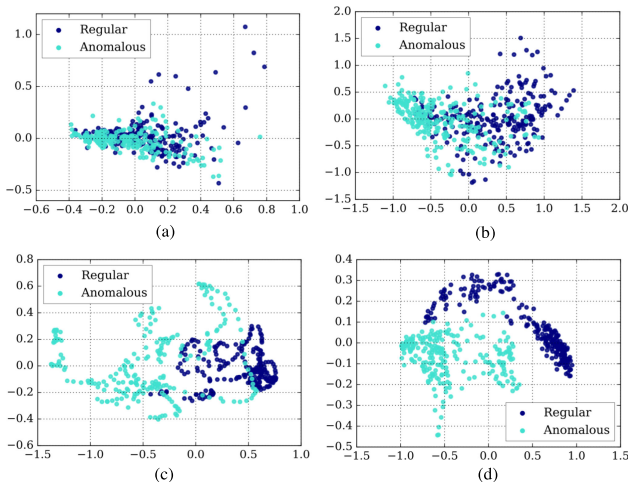 Regular
Anomalous
1.0
0.5
0.0
−0.5
−0.6 −0.4 −0.2 0.0 0.2 0.4 0.6 0.8 1.0
(a)
2.0
Regular
Anomalous
1.5
1.0
0.5
0.0
−0.5
−1.0
−1.5
−1.5 −1.0 −0.5 0.0 0.5 1.0 1.5 2.0
(b)
0.8
Regular
Anomalous
0.6
0.4
0.2
0.0
−0.2
−0.4
−0.6
−1.5 −1.0 −0.5 0.0 0.5 1.0
(c)
0.4
0.3
0.2
0.1
0.0
−0.1
−0.2
−0.3
−0.4
−0.5
Regular
Anomalous
−1.5 −1.0 −0.5 0.0 0.5 1.0 1.5
(d)